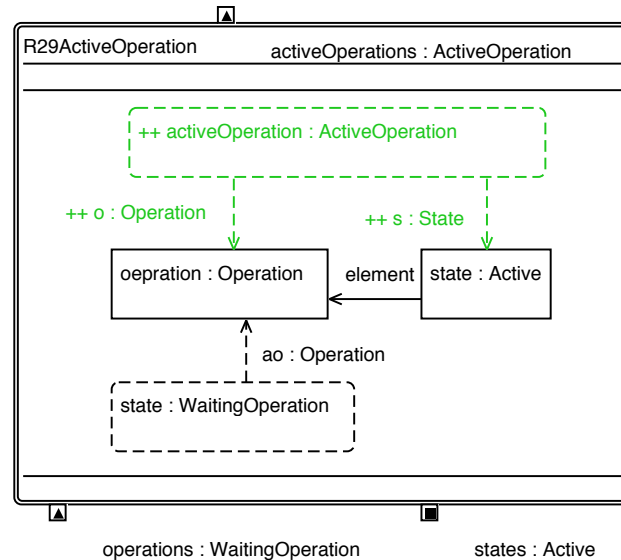 R29ActiveOperation
activeOperations : ActiveOperation
++ activeOperation : ActiveOperation
++ o : Operation
++ s : State
oepration : Operation
element
state : Active
ao : Operation
state : WaitingOperation
operations : WaitingOperation
states : Active